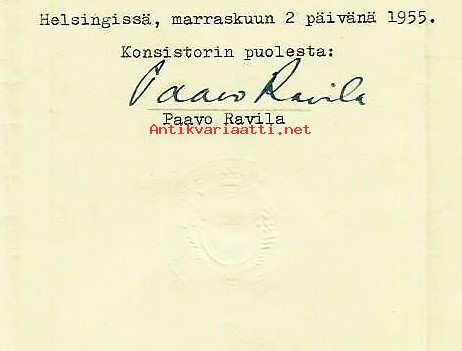 Helsingissä, marraskuun 2 päivänä 1955.
Konsistorin puolesta:
Paavo Ravila
Antikvariaatti.net
Paavo Ravila